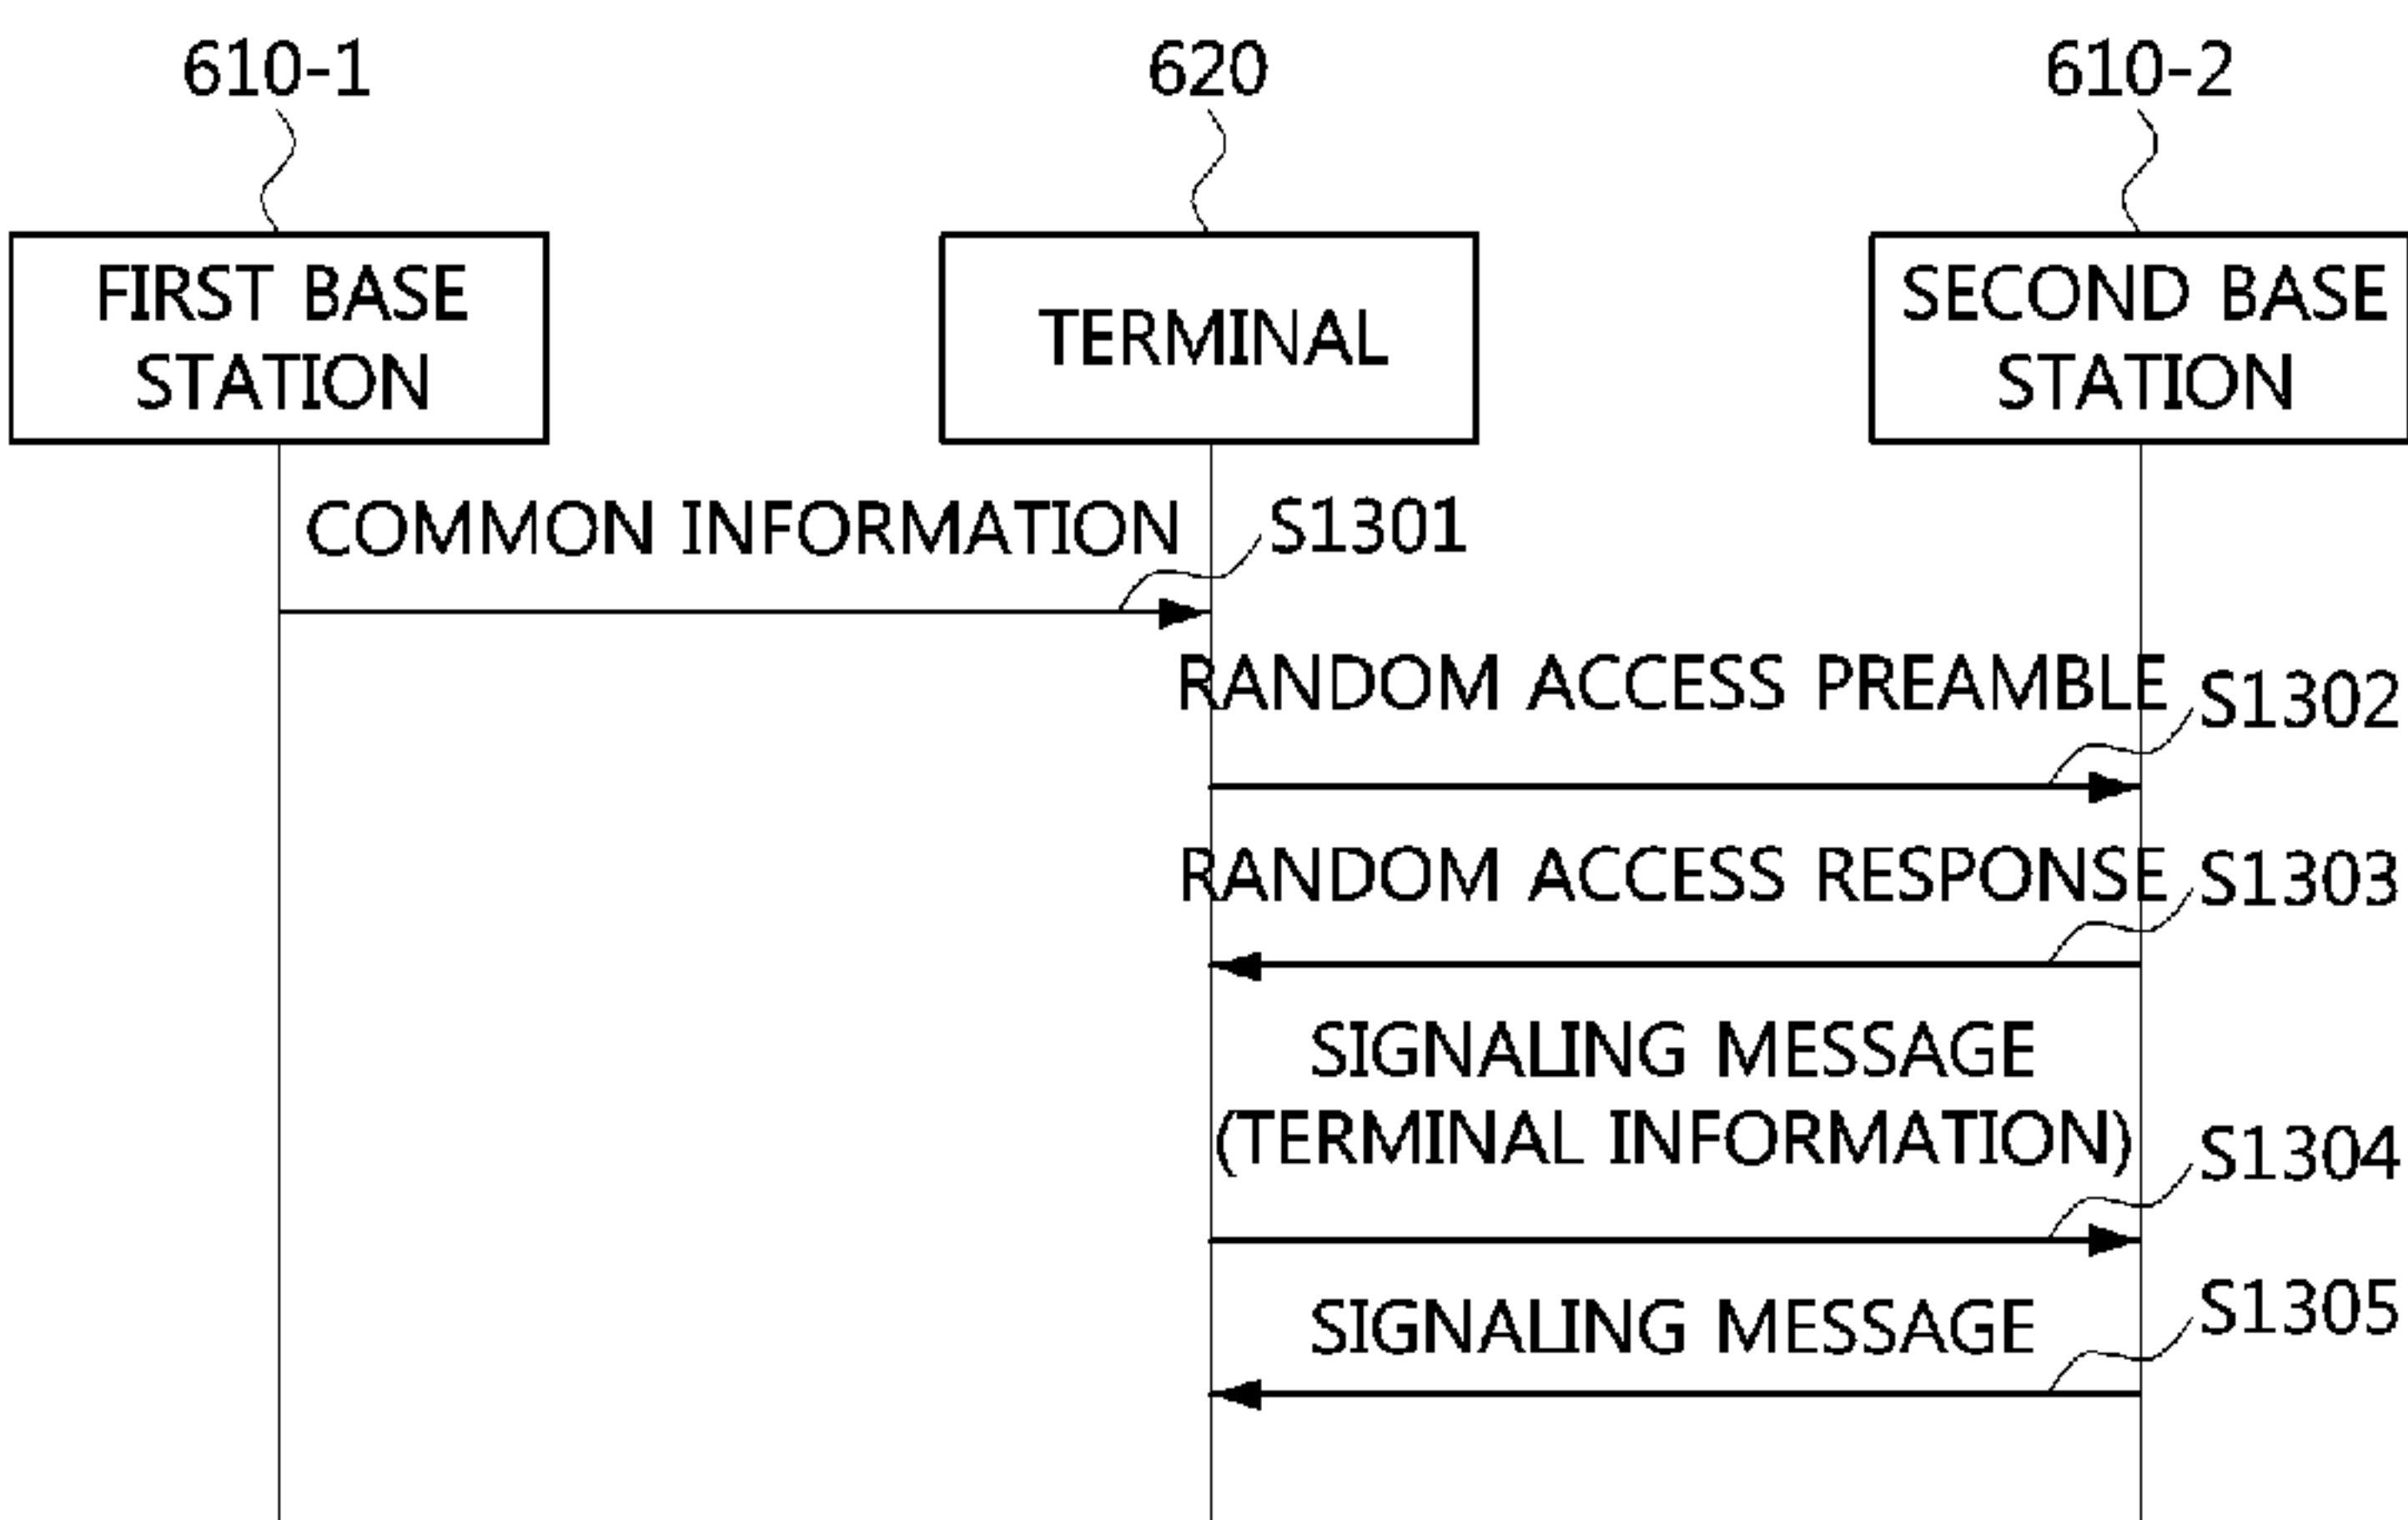 610-1
620
610-2
FIRST BASE
STATION
TERMINAL
SECOND BASE
STATION
COMMON INFORMATION
S1301
RANDOM ACCESS PREAMBLE
S1302
RANDOM ACCESS RESPONSE
S1303
SIGNALING MESSAGE
(TERMINAL INFORMATION)
S1304
SIGNALING MESSAGE
S1305